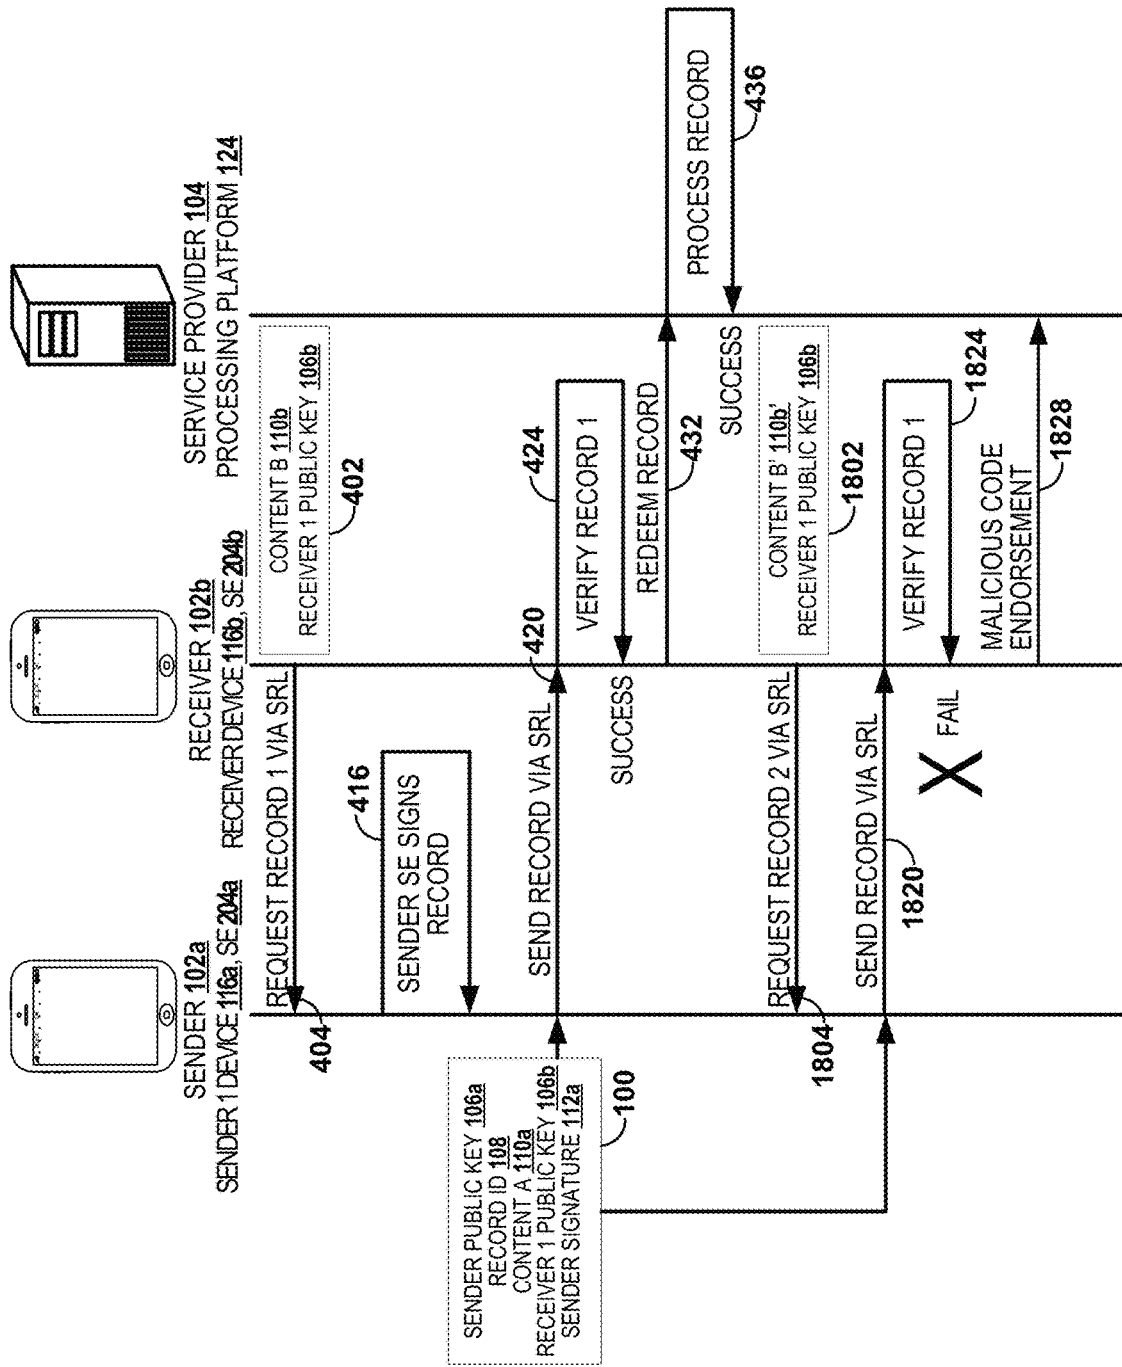 SENDER 102a
SENDER 1 DEVICE 116a, SE 204a
RECEIVER 102b
RECEIVER DEVICE 116b, SE 204b
SERVICE PROVIDER 104
PROCESSING PLATFORM 124
REQUEST RECORD 1 VIA SRL
404
CONTENT B 110b
RECEIVER 1 PUBLIC KEY 106b
402
416
SENDER SE SIGNS
RECORD
SENDER PUBLIC KEY 106a
RECORD ID 108
CONTENT A 110a
RECEIVER 1 PUBLIC KEY 106b
SENDER SIGNATURE 112a
100
SEND RECORD VIA SRL
420
424
VERIFY RECORD 1
SUCCESS
REDEEM RECORD
432
PROCESS RECORD
436
SUCCESS
REQUEST RECORD 2 VIA SRL
1804
CONTENT B' 110b'
RECEIVER 1 PUBLIC KEY 106b
1802
SEND RECORD VIA SRL
1820
VERIFY RECORD 1
1824
X
FAIL
MALICIOUS CODE
ENDORSEMENT
1828